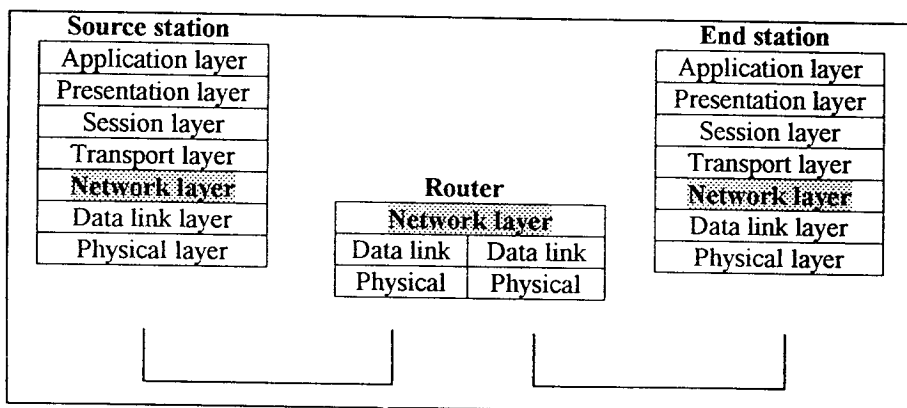 Source station
Application layer
Presentation layer
Session layer
Transport layer
Network layer
Data link layer
Physical layer
Router
Network layer
Data link Data link
Physical Physical
End station
Application layer
Presentation layer
Session layer
Transport layer
Network layer
Data link layer
Physical layer